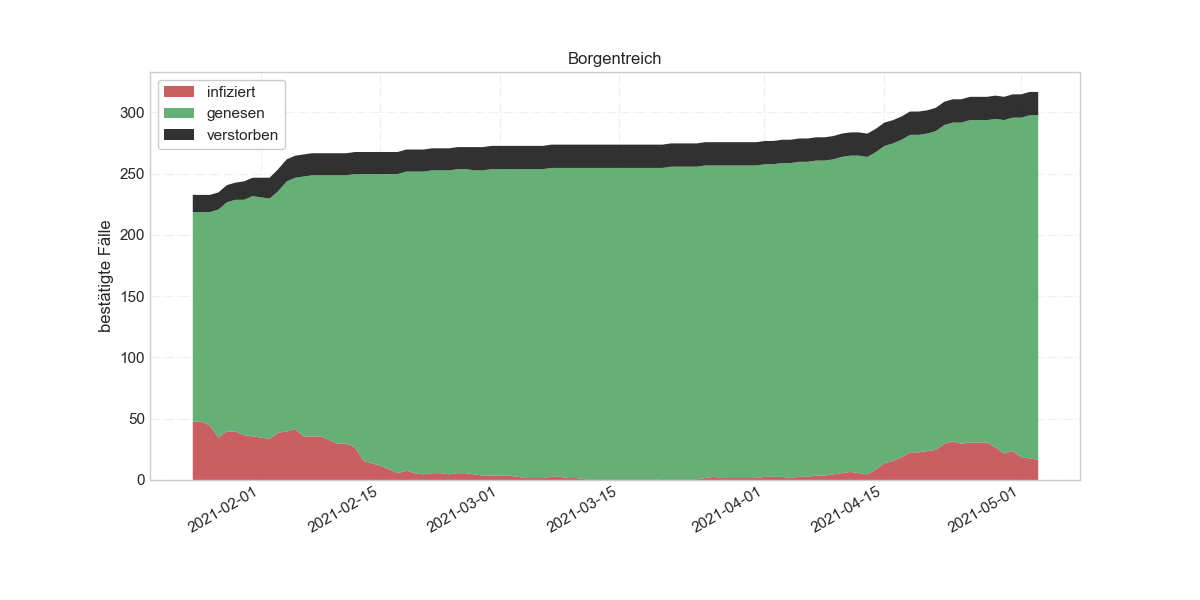 Borgentreich
infiziert
genesen
verstorben
bestätigte Fälle
300
250
200
150
100
50
0
2021-02-01
2021-02-15
2021-03-01
2021-03-15
2021-04-01
2021-04-15
2021-05-01